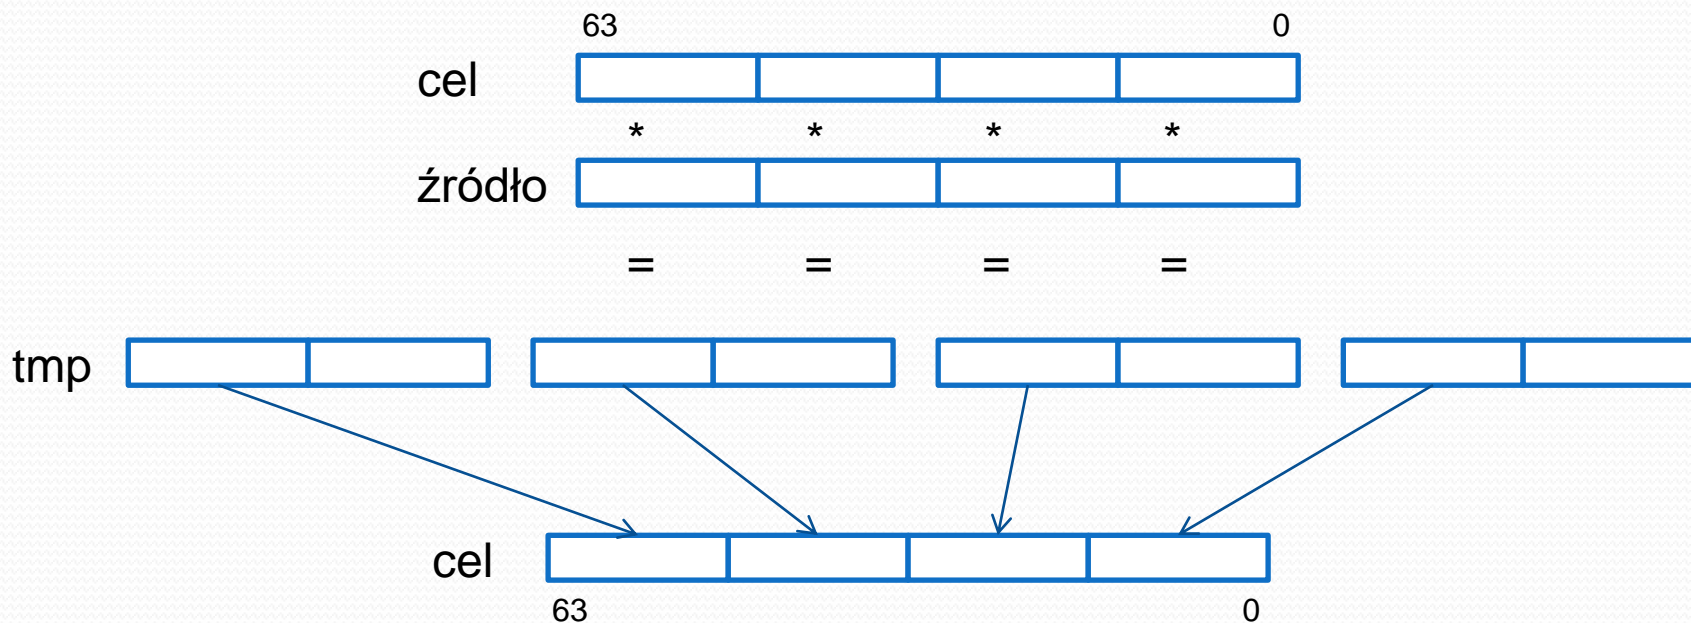 63 0
cel
* * * *
źródło
= = = =
tmp
cel
63 0